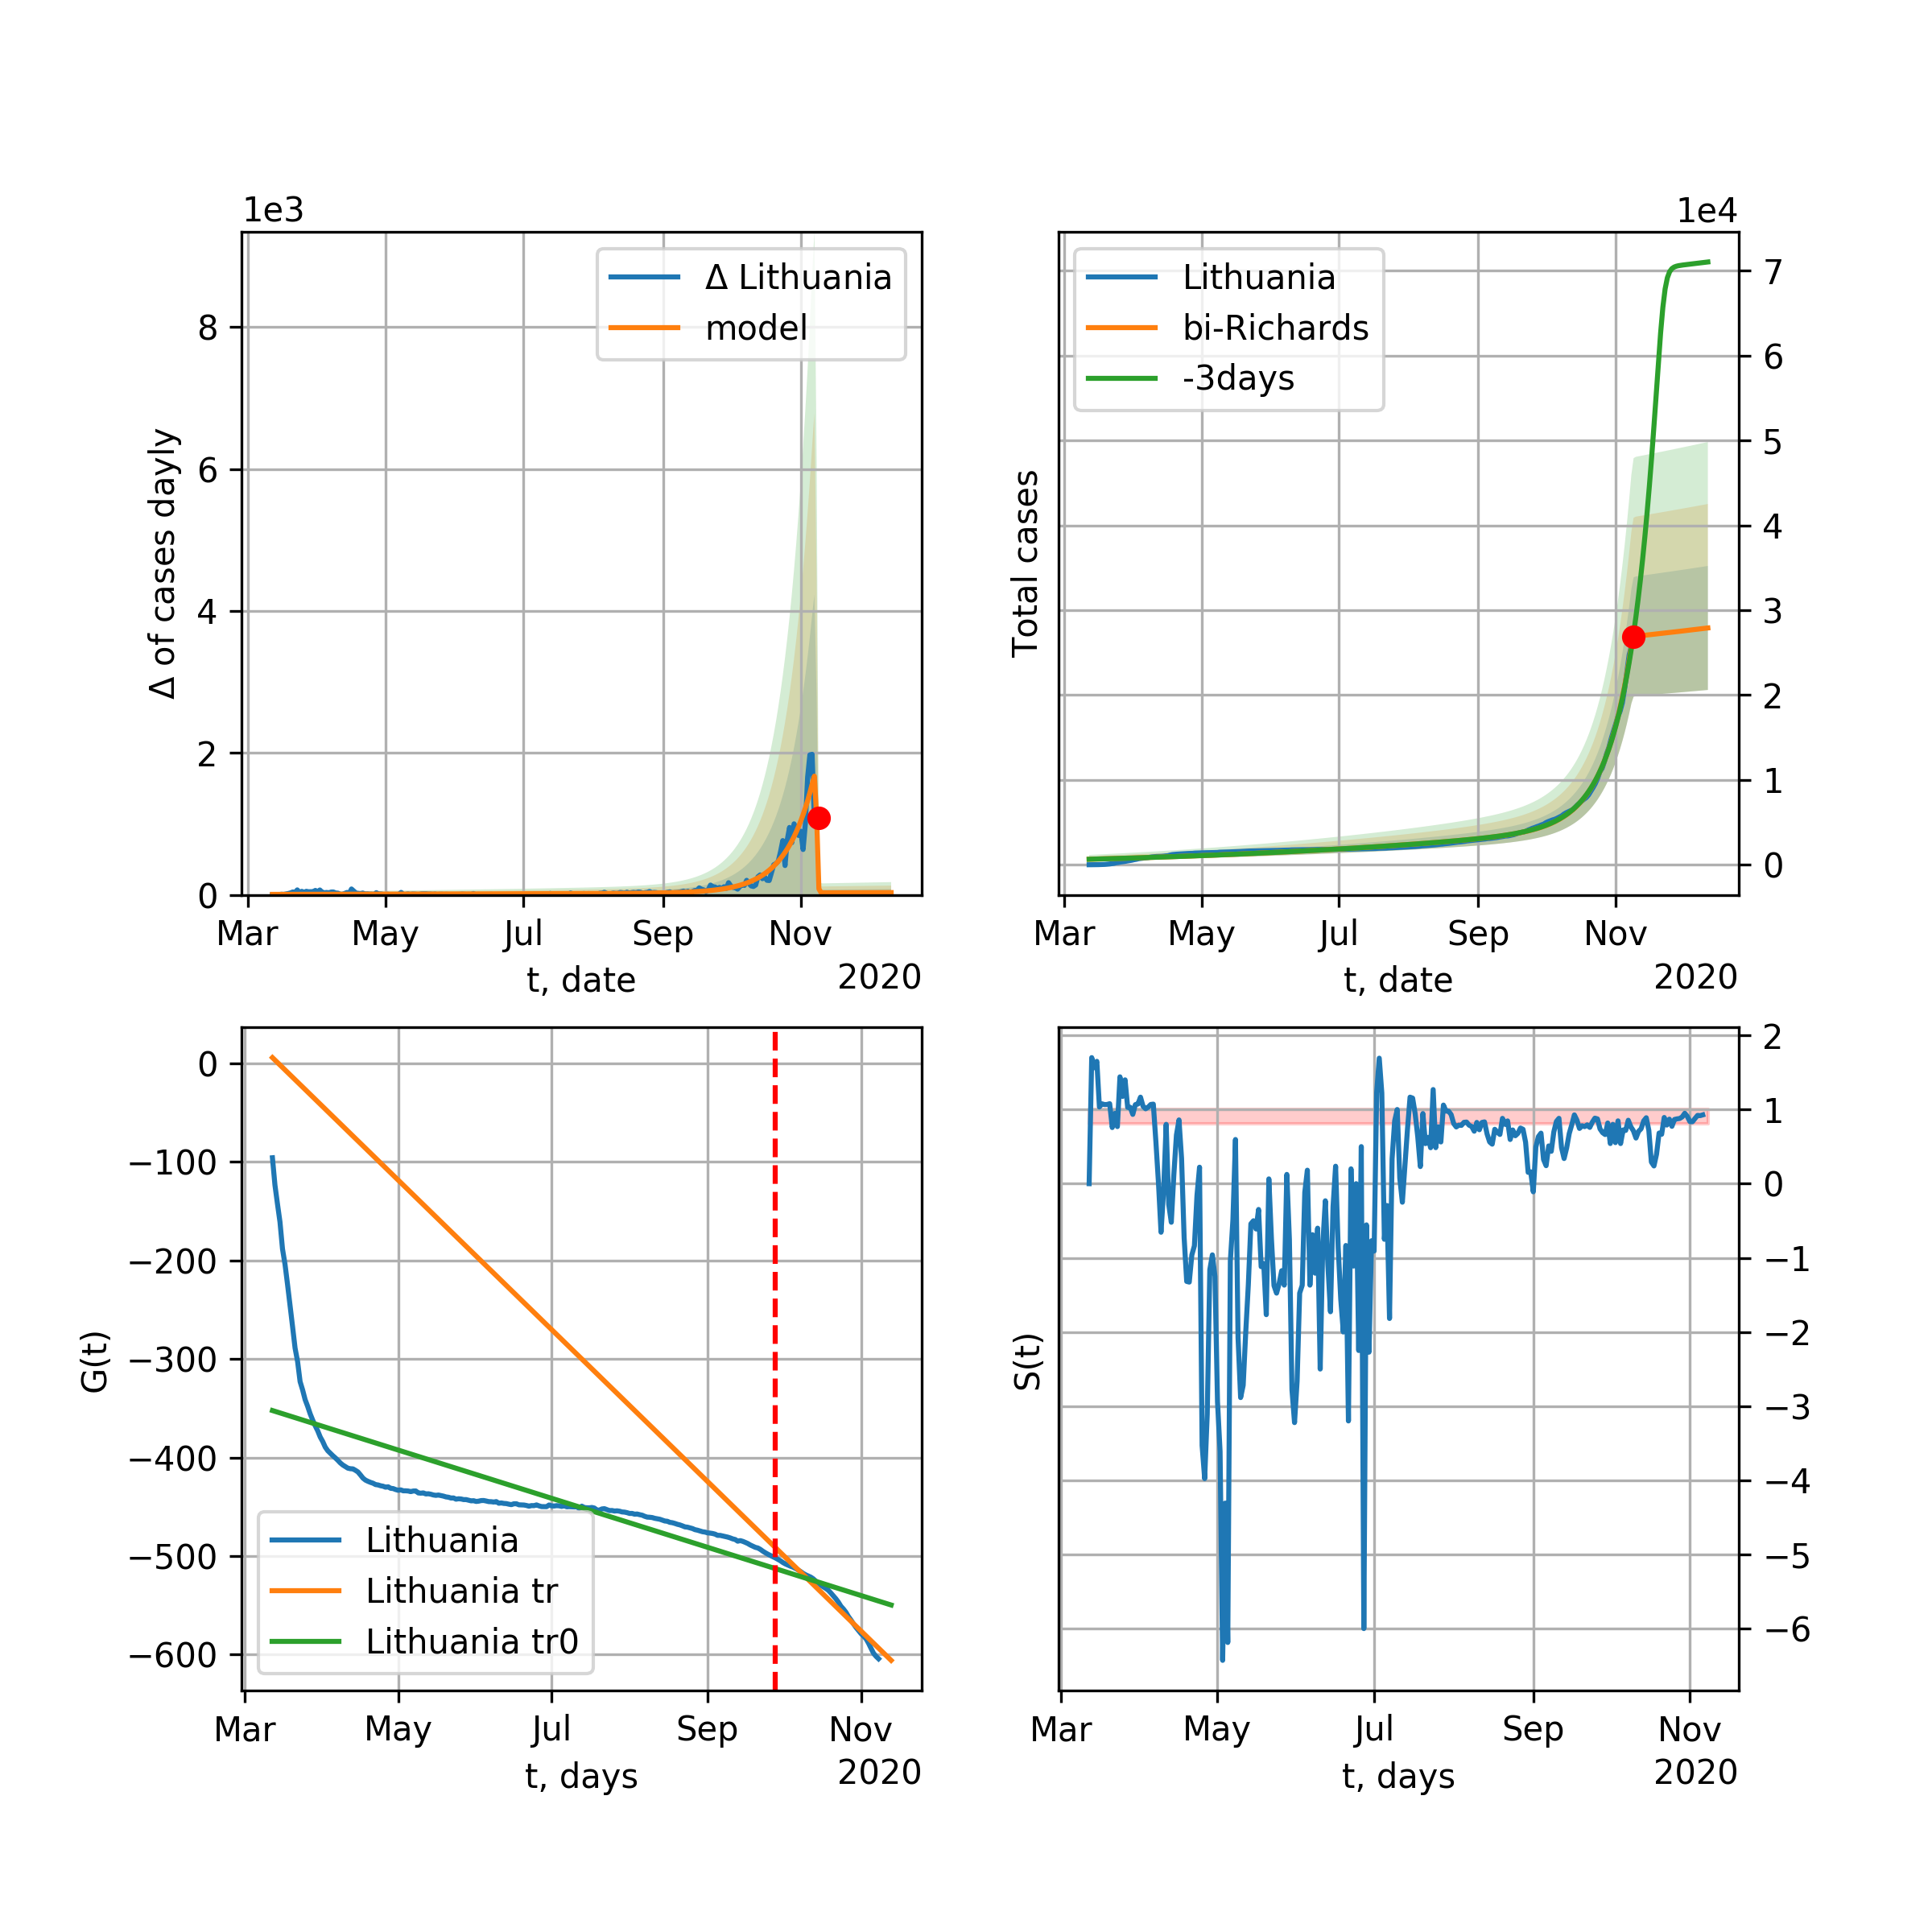 1e3
Δ Lithuania
model
8
6
4
2
0
Δ of cases dayly
Mar
May
Jul
Sep
Nov
t, date
2020
1e4
Lithuania
bi-Richards
-3days
7
6
5
4
3
2
1
0
Total cases
Mar
May
Jul
Sep
Nov
t, date
2020
0
−100
−200
−300
−400
−500
−600
G(t)
Lithuania
Lithuania tr
Lithuania tr0
Mar
May
Jul
Sep
Nov
t, days
2020
2
1
0
−1
−2
−3
−4
−5
−6
S(t)
Mar
May
Jul
Sep
Nov
t, days
2020